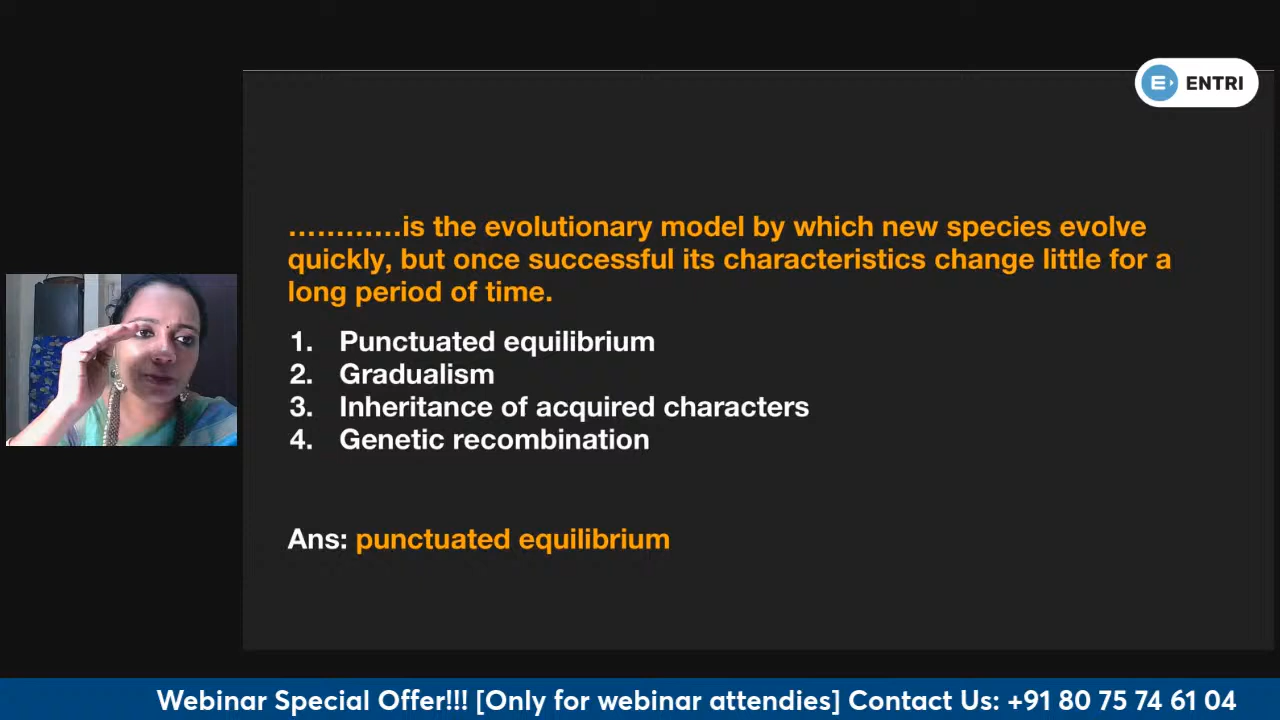 ENTRI
…………is the evolutionary model by which new species evolve
quickly, but once successful its characteristics change little for a
long period of time.
1. Punctuated equilibrium
2. Gradualism
3. Inheritance of acquired characters
4. Genetic recombination
Ans: punctuated equilibrium
Webinar Special Offer!!! [Only for webinar attendies] Contact Us: +91 80 75 74 61 04